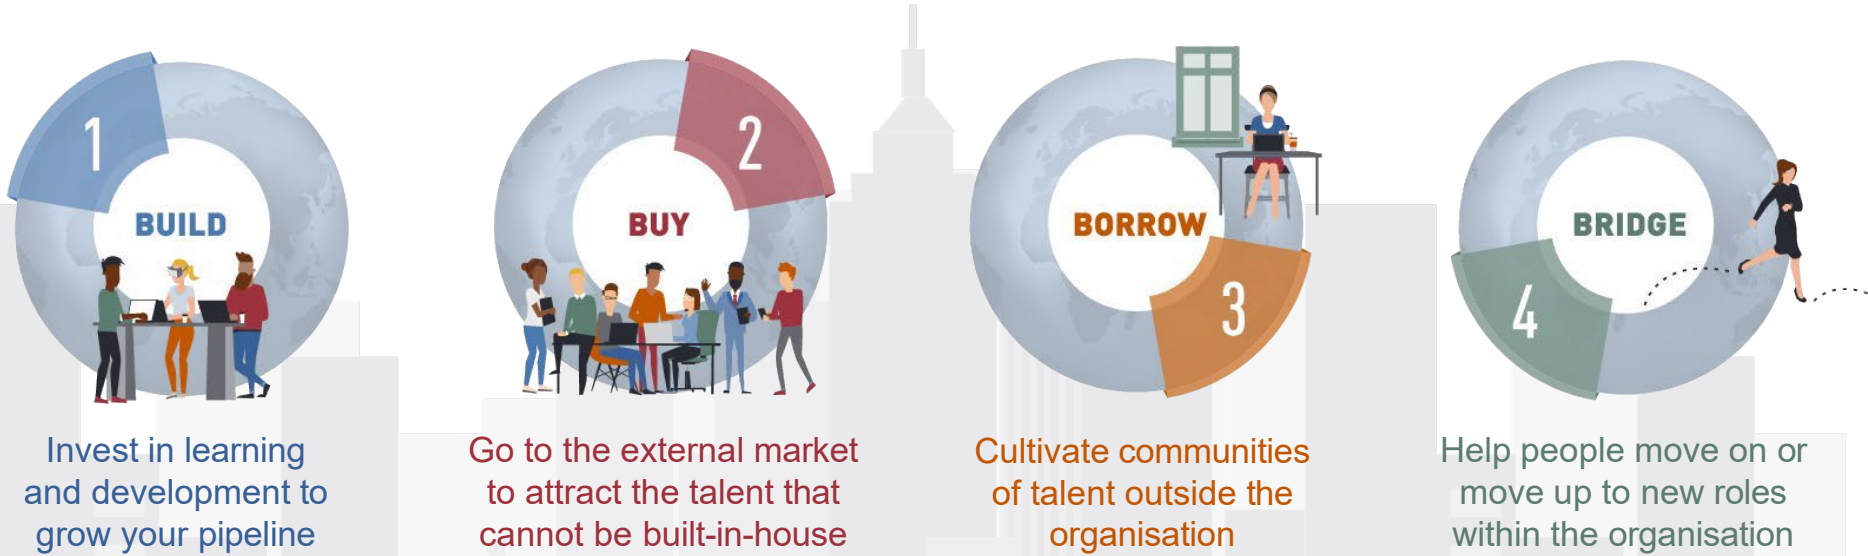 1
BUILD
Invest in learning
and development to
grow your pipeline
2
BUY
Go to the external market
to attract the talent that
cannot be built-in-house
3
BORROW
Cultivate communities
of talent outside the
organisation
4
BRIDGE
Help people move on or
move up to new roles
within the organisation